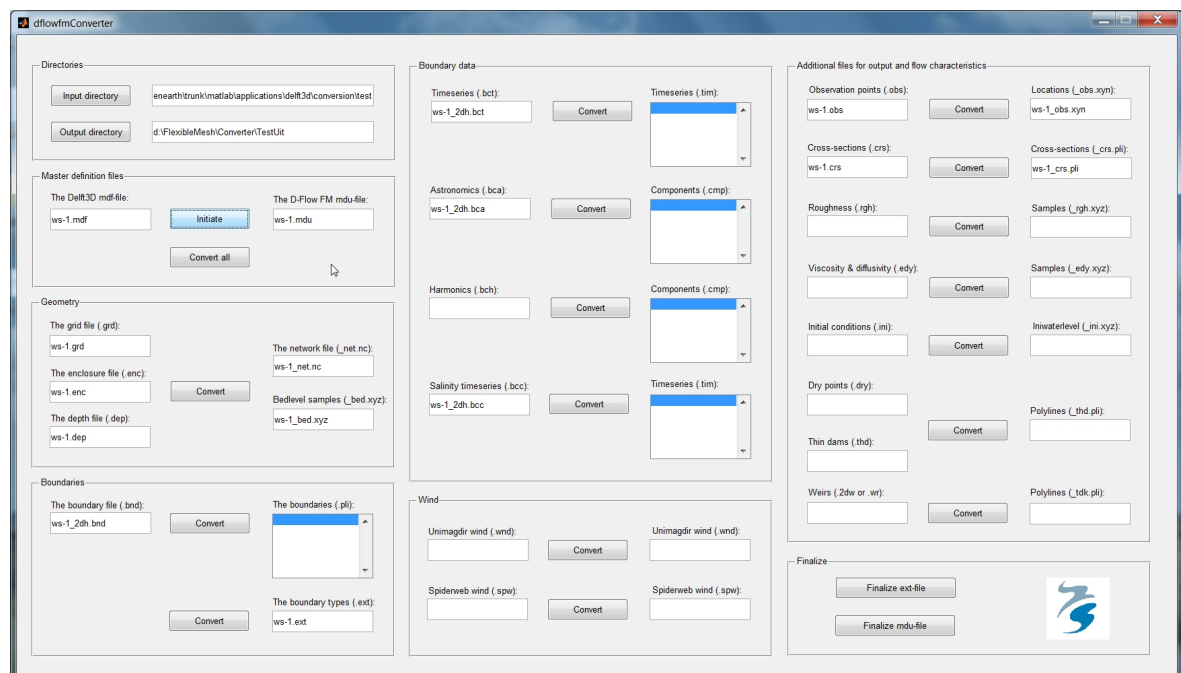 dflowfmConverter
Directories
Input directory
enearth\trunk\matlab\applications\delft3d\conversion\test
Output directory
d:\FlexibleMesh\Converter\TestUit
Master definition files
The Delft3D mdf-file:
The D-Flow FM mdu-file:
ws-1.mdf
Initiate
ws-1.mdu
Convert all
Geometry
The grid file (.grd):
ws-1.grd
The network file (_net.nc):
ws-1_net.nc
The enclosure file (.enc):
ws-1.enc
Convert
Bedlevel samples (_bed.xyz):
ws-1_bed.xyz
The depth file (.dep):
ws-1.dep
Boundaries
The boundary file (.bnd):
The boundaries (.pli):
ws-1_2dh.bnd
Convert
The boundary types (.ext):
Convert
ws-1.ext
Boundary data
Timeseries (.bct):
Timeseries (.tim):
ws-1_2dh.bct
Convert
Astronomics (.bca):
Components (.cmp):
ws-1_2dh.bca
Convert
Harmonics (.bch):
Components (.cmp):
Convert
Salinity timeseries (.bcc):
Timeseries (.tim):
ws-1_2dh.bcc
Convert
Wind
Unimagdir wind (.wnd):
Unimagdir wind (.wnd):
Convert
Spiderweb wind (.spw):
Spiderweb wind (.spw):
Convert
Additional files for output and flow characteristics
Observation points (.obs):
Locations (_obs.xyn):
ws-1.obs
Convert
ws-1_obs.xyn
Cross-sections (.crs):
Cross-sections (_crs.pli):
ws-1.crs
Convert
ws-1_crs.pli
Roughness (.rgh):
Samples (_rgh.xyz):
Convert
Viscosity & diffusivity (.edy):
Samples (_edy.xyz):
Convert
Initial conditions (.ini):
Iniwaterlevel (_ini.xyz):
Convert
Dry points (.dry):
Polylines (_thd.pli):
Convert
Thin dams (.thd):
Weirs (.2dw or .wr):
Polylines (_tdk.pli):
Convert
Finalize
Finalize ext-file
Finalize mdu-file